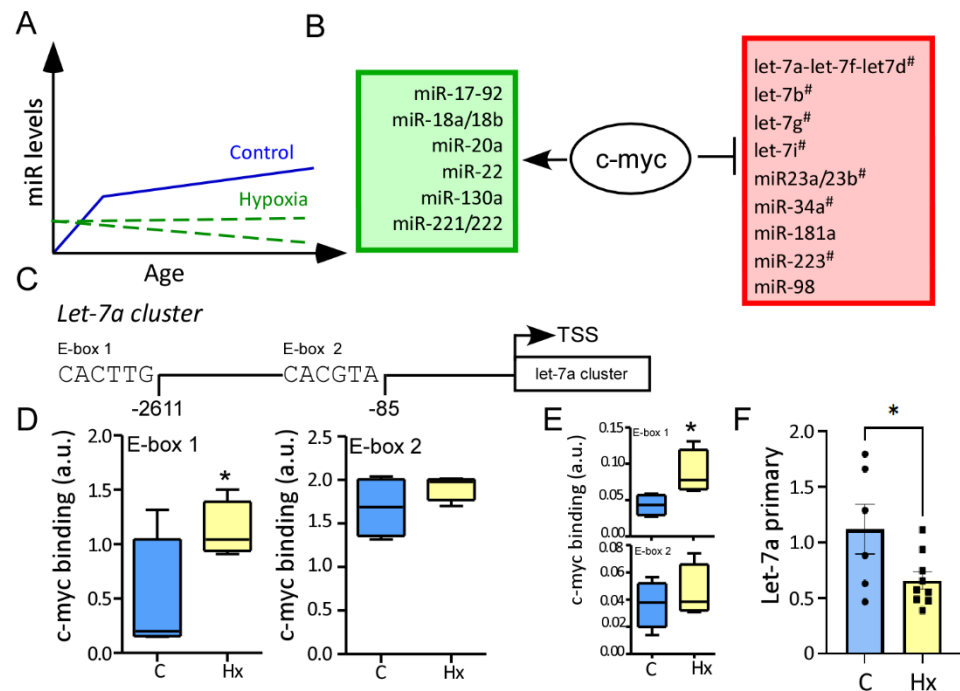 A
miR levels
Control
Hypoxia
Age
B
miR-17-92
miR-18a/18b
miR-20a
miR-22
miR-130a
miR-221/222
c-myc
let-7a-let-7f-let7d#
let-7b#
let-7g#
let-7i#
miR23a/23b#
miR-34a#
miR-181a
miR-223#
miR-98
C
Let-7a cluster
E-box 1
CACTTG
-2611
E-box 2
CACGTA
-85
TSS
let-7a cluster
D
c-myc binding (a.u.)
E-box 1
2.0
1.5
1.0
0.5
0.0
*
C
Hx
c-myc binding (a.u.)
E-box 2
2.5
2.0
1.5
1.0
0.5
0.0
C
Hx
E
c-myc binding (a.u.)
E-box 1
0.15
0.10
0.05
0.00
*
E-box 2
0.08
0.06
0.04
0.02
0.00
C
Hx
F
Let-7a primary
2.0
1.5
1.0
0.5
0.0
*
C
Hx